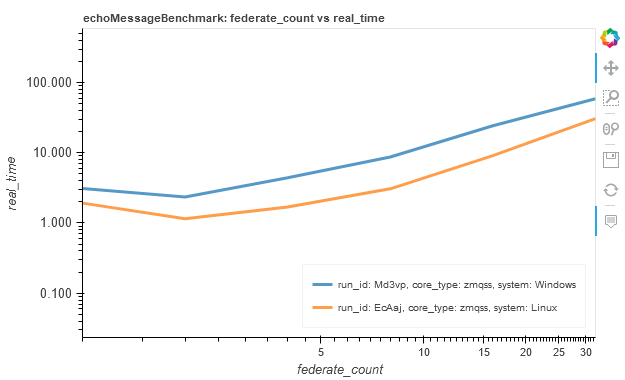 echoMessageBenchmark: federate_count vs real_time
100.000
10.000
1.000
0.100
real_time
run_id: Md3vp, core_type: zmqss, system: Windows
run_id: EcAaj, core_type: zmqss, system: Linux
5 10 15 20 25 30
federate_count